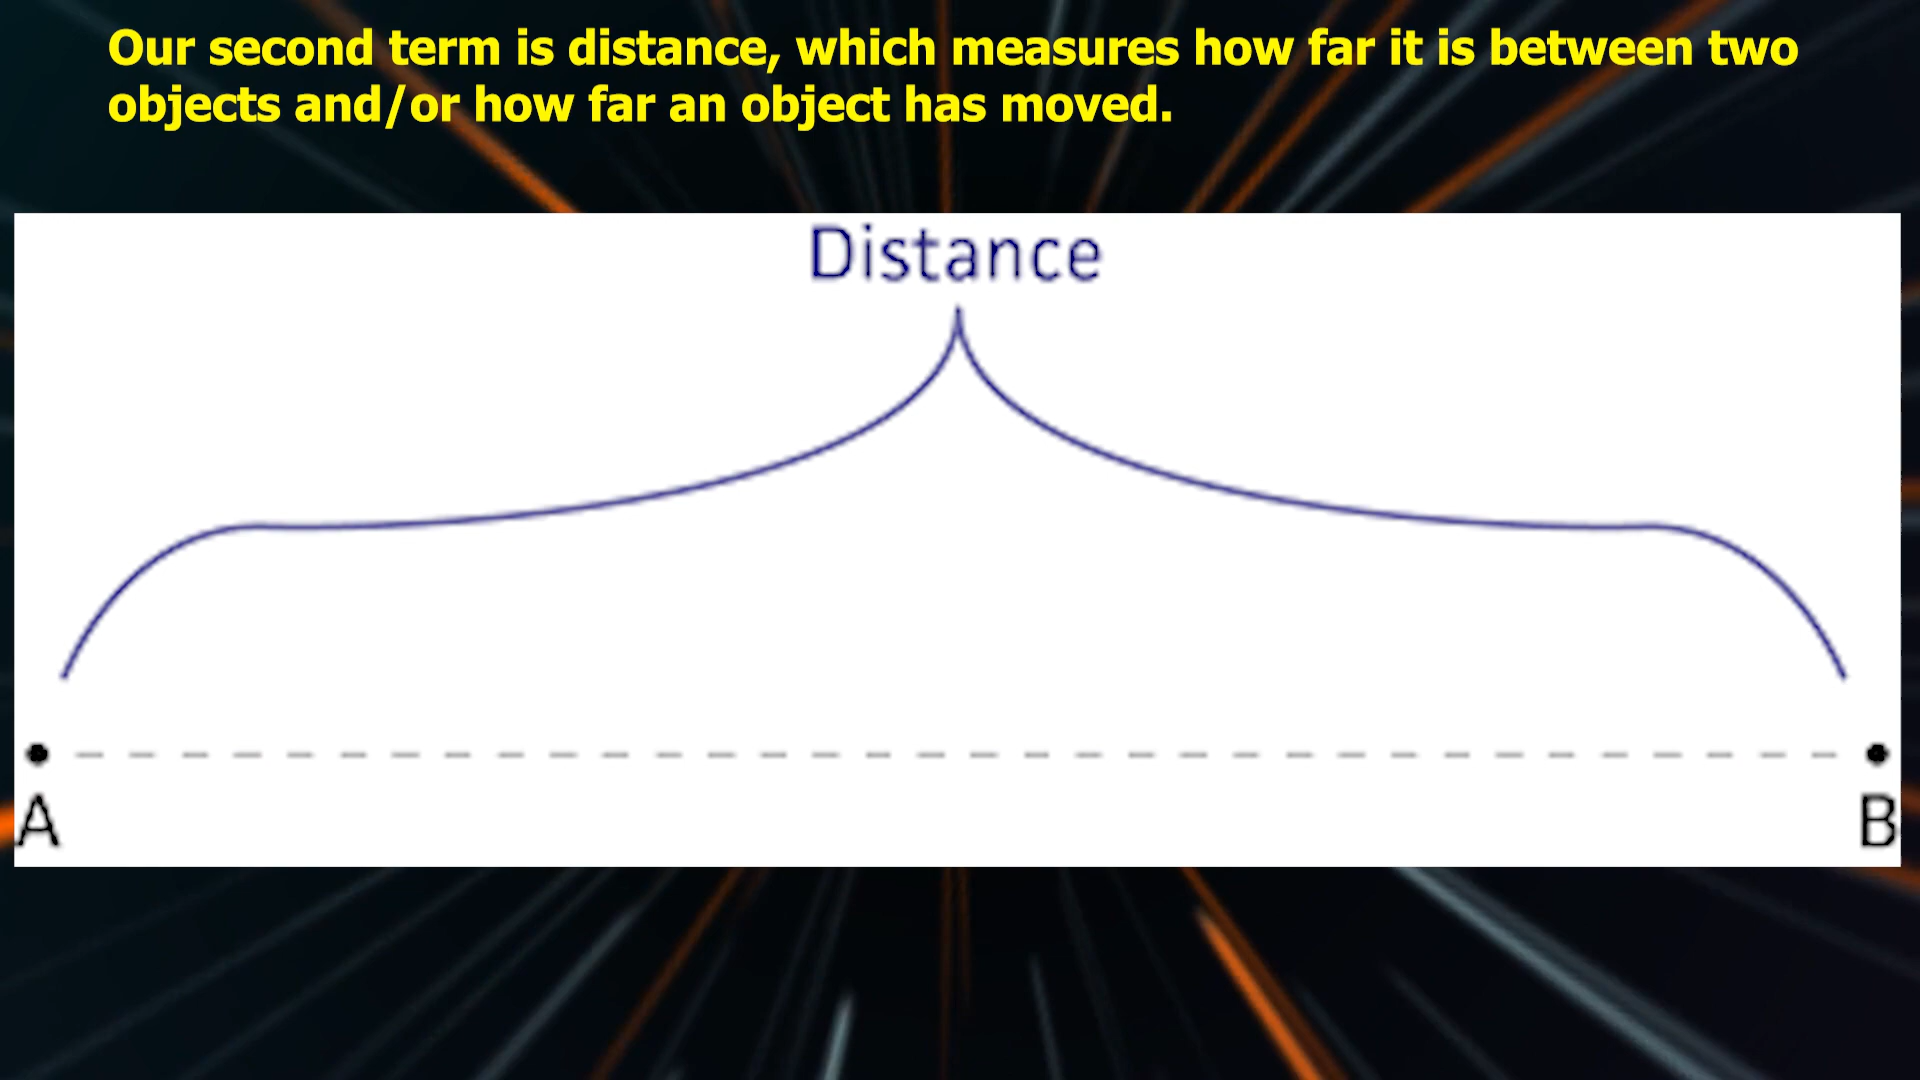 Our second term is distance, which measures how far it is between two
objects and/or how far an object has moved.
Distance
A
B